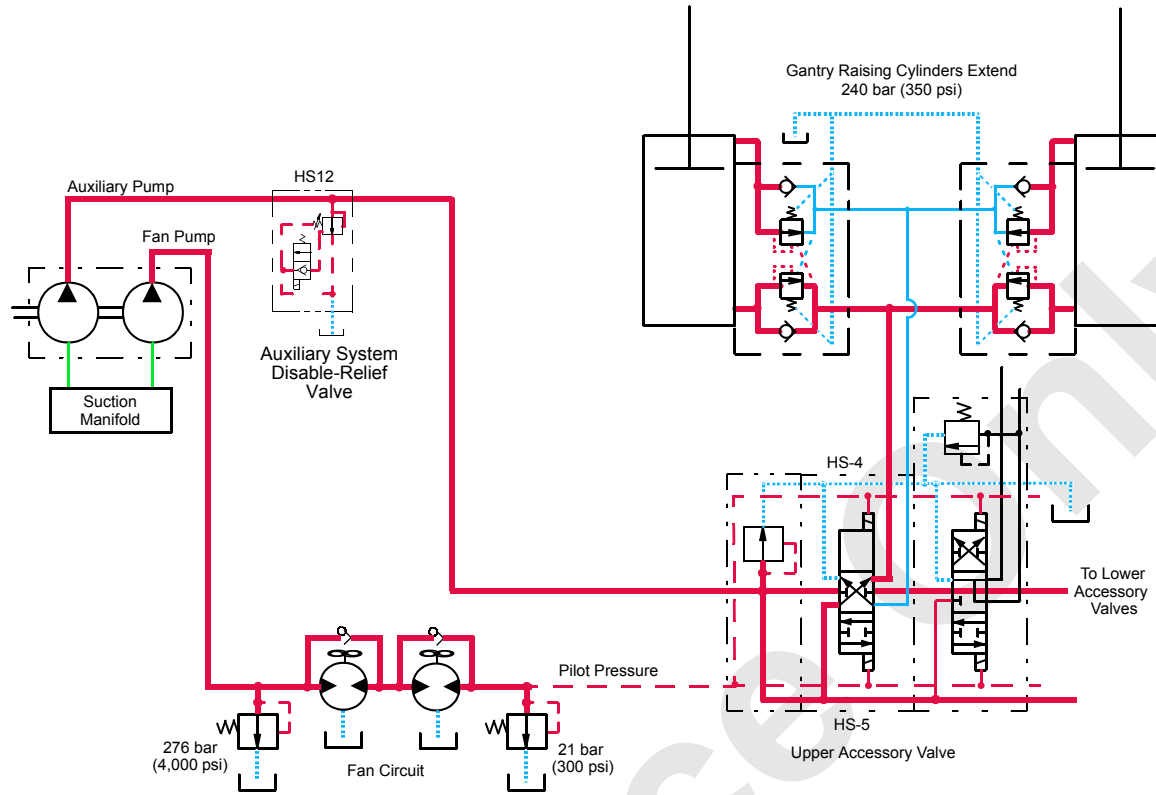 Gantry Raising Cylinders Extend
240 bar (350 psi)
HS12
Auxiliary Pump
Fan Pump
Auxiliary System
Disable-Relief
Valve
Suction
Manifold
HS-4
To Lower
Accessory
Valves
Pilot Pressure
HS-5
Upper Accessory Valve
276 bar
(4,000 psi)
Fan Circuit
21 bar
(300 psi)
ce Only